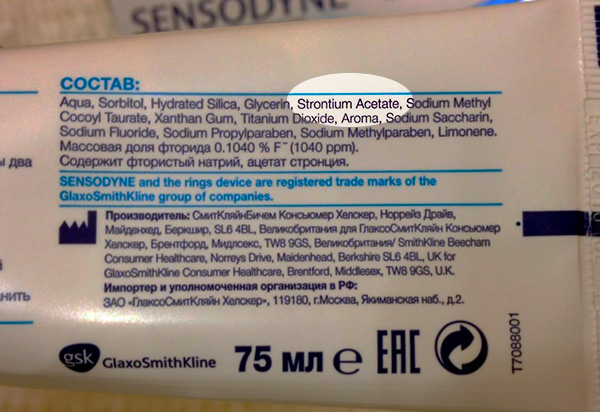 SENSODYNE
СОСТАВ:
Aqua, Sorbitol, Hydrated Silica, Glycerin, Strontium Acetate, Sodium Methyl
Cocoyl Taurate, Xanthan Gum, Titanium Dioxide, Aroma, Sodium Saccharin,
Sodium Fluoride, Sodium Propylparaben, Sodium Methylparaben, Limonene.
Массовая доля фторида 0.1040 % F⁻ (1040 ppm).
Содержит фтористый натрий, ацетат стронция.
SENSODYNE and the rings device are registered trade marks of the
GlaxoSmithKline group of companies.
Производитель: СмитКляйнБичем Консьюмер Хелскер, Норрейз Драйв,
Майденхед, Беркшир, SL6 4BL, Великобритания для ГлаксоСмитКляйн Консьюмер
Хелскер, Брентфорд, Мидлсекс, TW8 9GS, Великобритания/ SmithKline Beecham
Consumer Healthcare, Norreys Drive, Maidenhead, Berkshire SL6 4BL, UK for
GlaxoSmithKline Consumer Healthcare, Brentford, Middlesex, TW8 9GS, U.K.
Импортер и уполномоченная организация в РФ:
ЗАО «ГлаксоСмитКляйн Хелскер», 119180, г.Москва, Якиманская наб., д.2.
ы два
й
нить
gsk GlaxoSmithKline 75 мл e EAC
T7088001